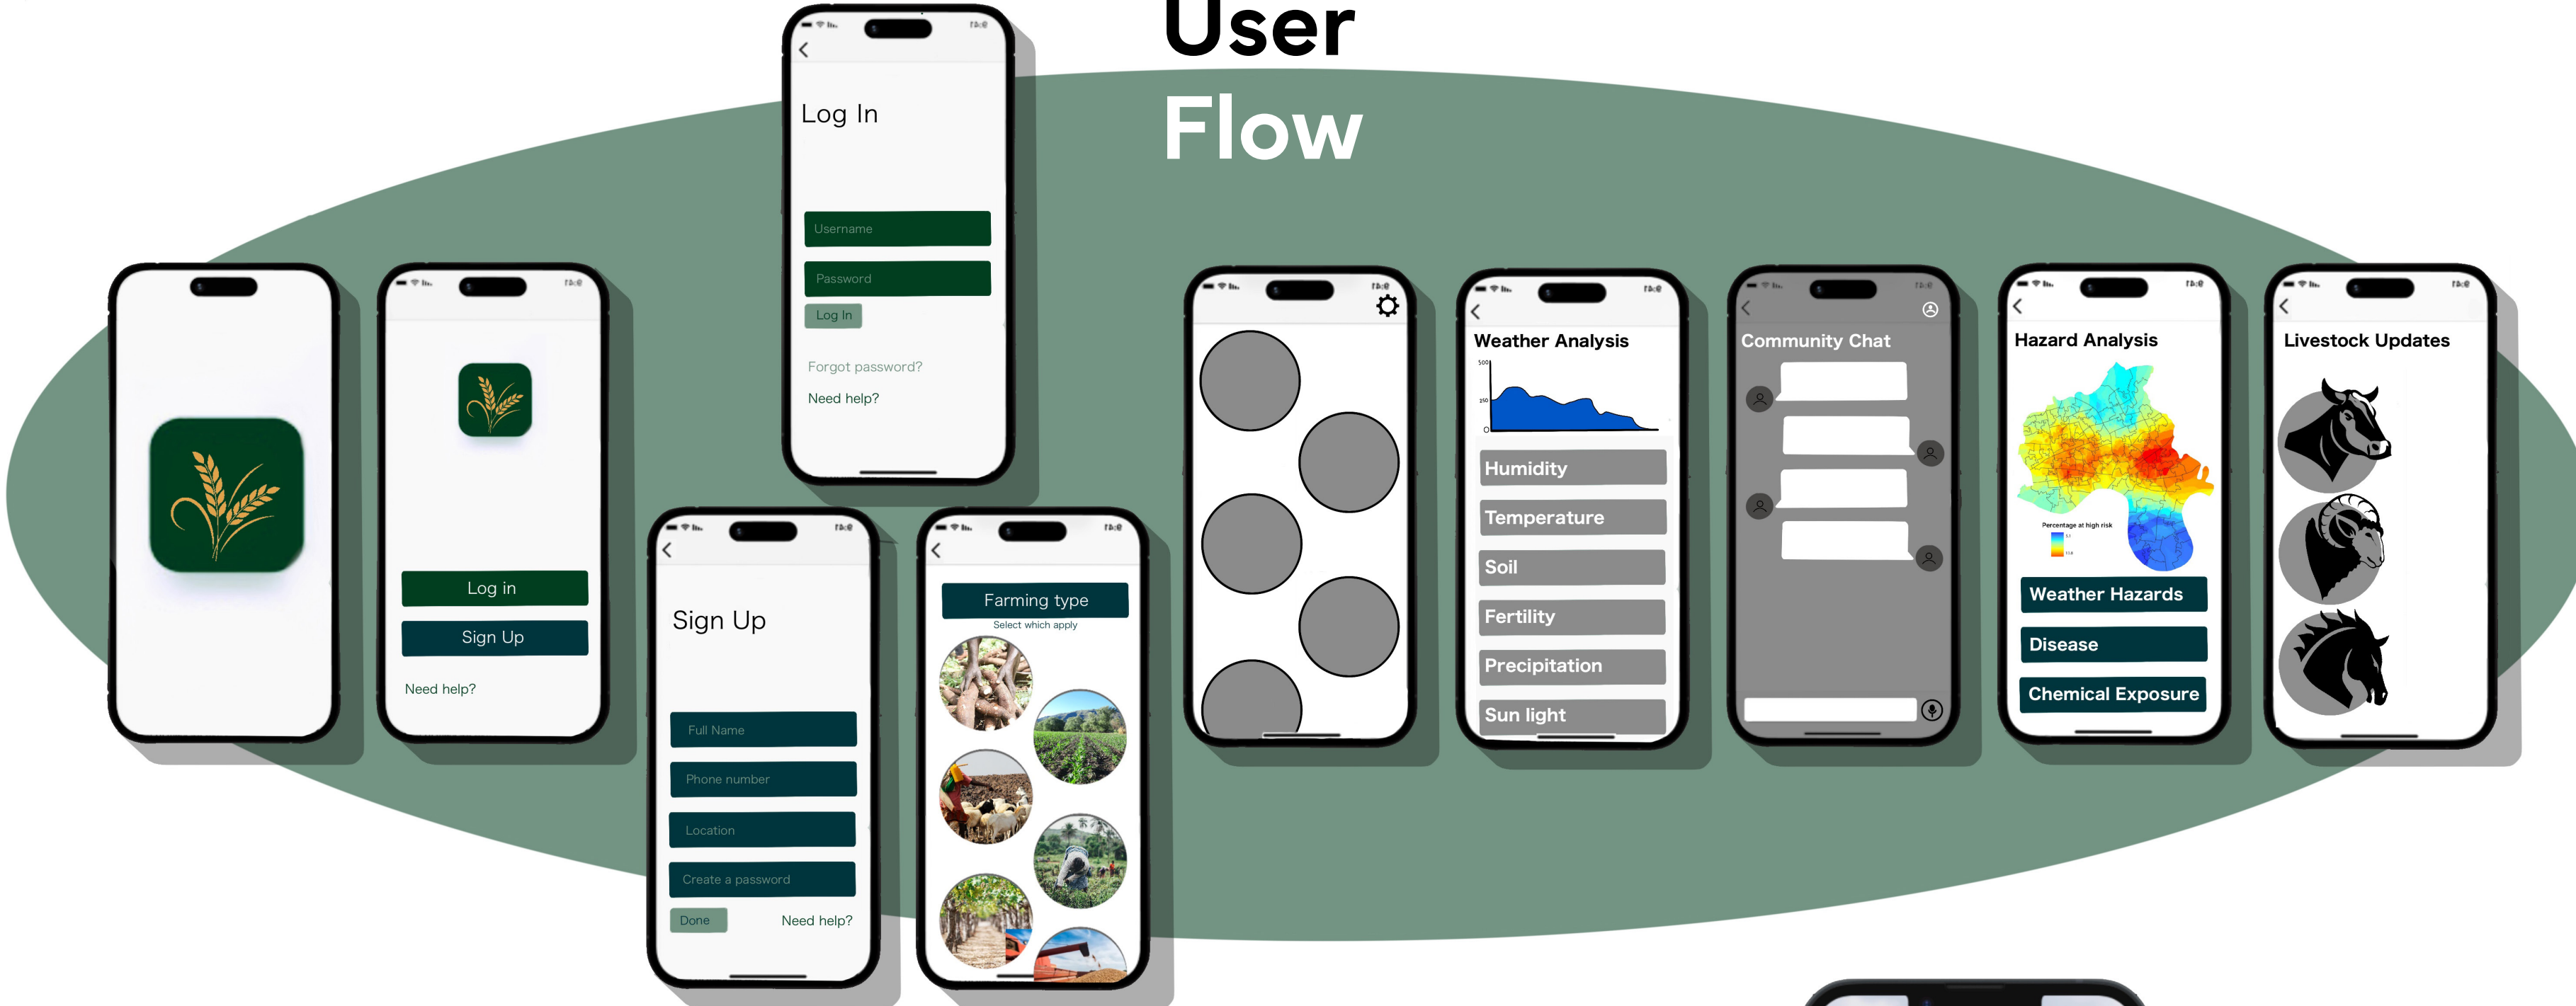 User
Flow
Log In
Username
Password
Log In
Forgot password?
Need help?
Log in
Sign Up
Need help?
Sign Up
Full Name
Phone number
Location
Create a password
Done
Need help?
Farming type
Select which apply
Weather Analysis
500
250
0
Humidity
Temperature
Soil
Fertility
Precipitation
Sun light
Community Chat
Hazard Analysis
Percentage at high risk
Weather Hazards
Disease
Chemical Exposure
Livestock Updates